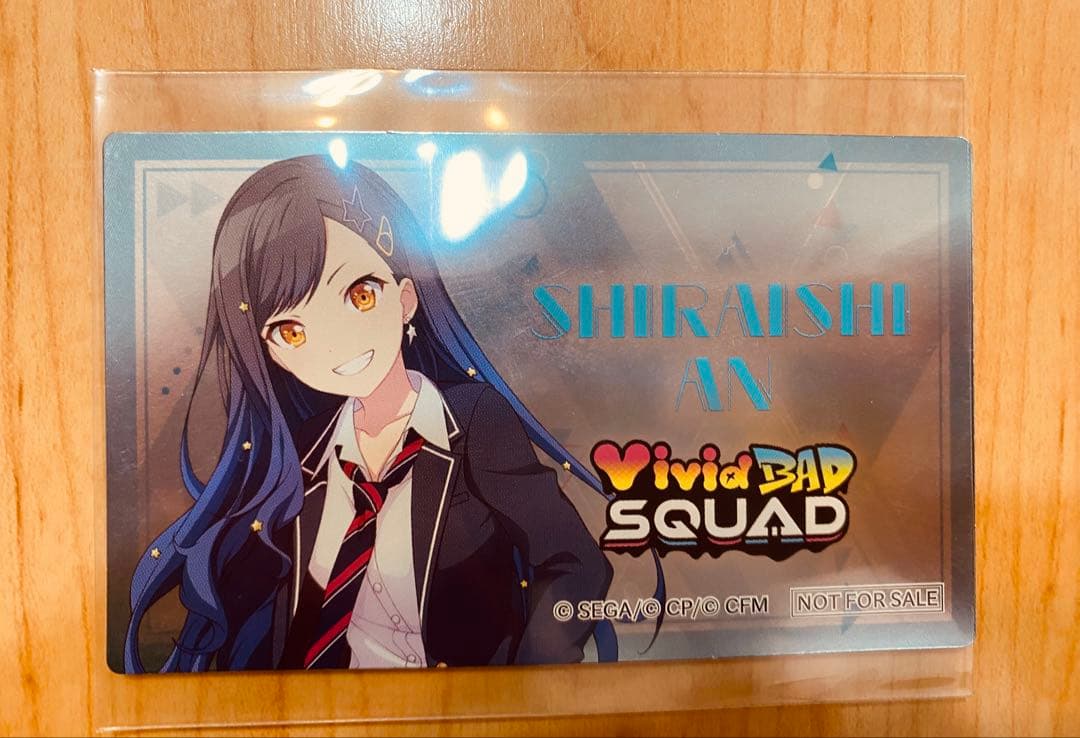 SHIRAISHI
AN
Vivid BAD
SQUAD
© SEGA/© CP/© CFM
NOT FOR SALE